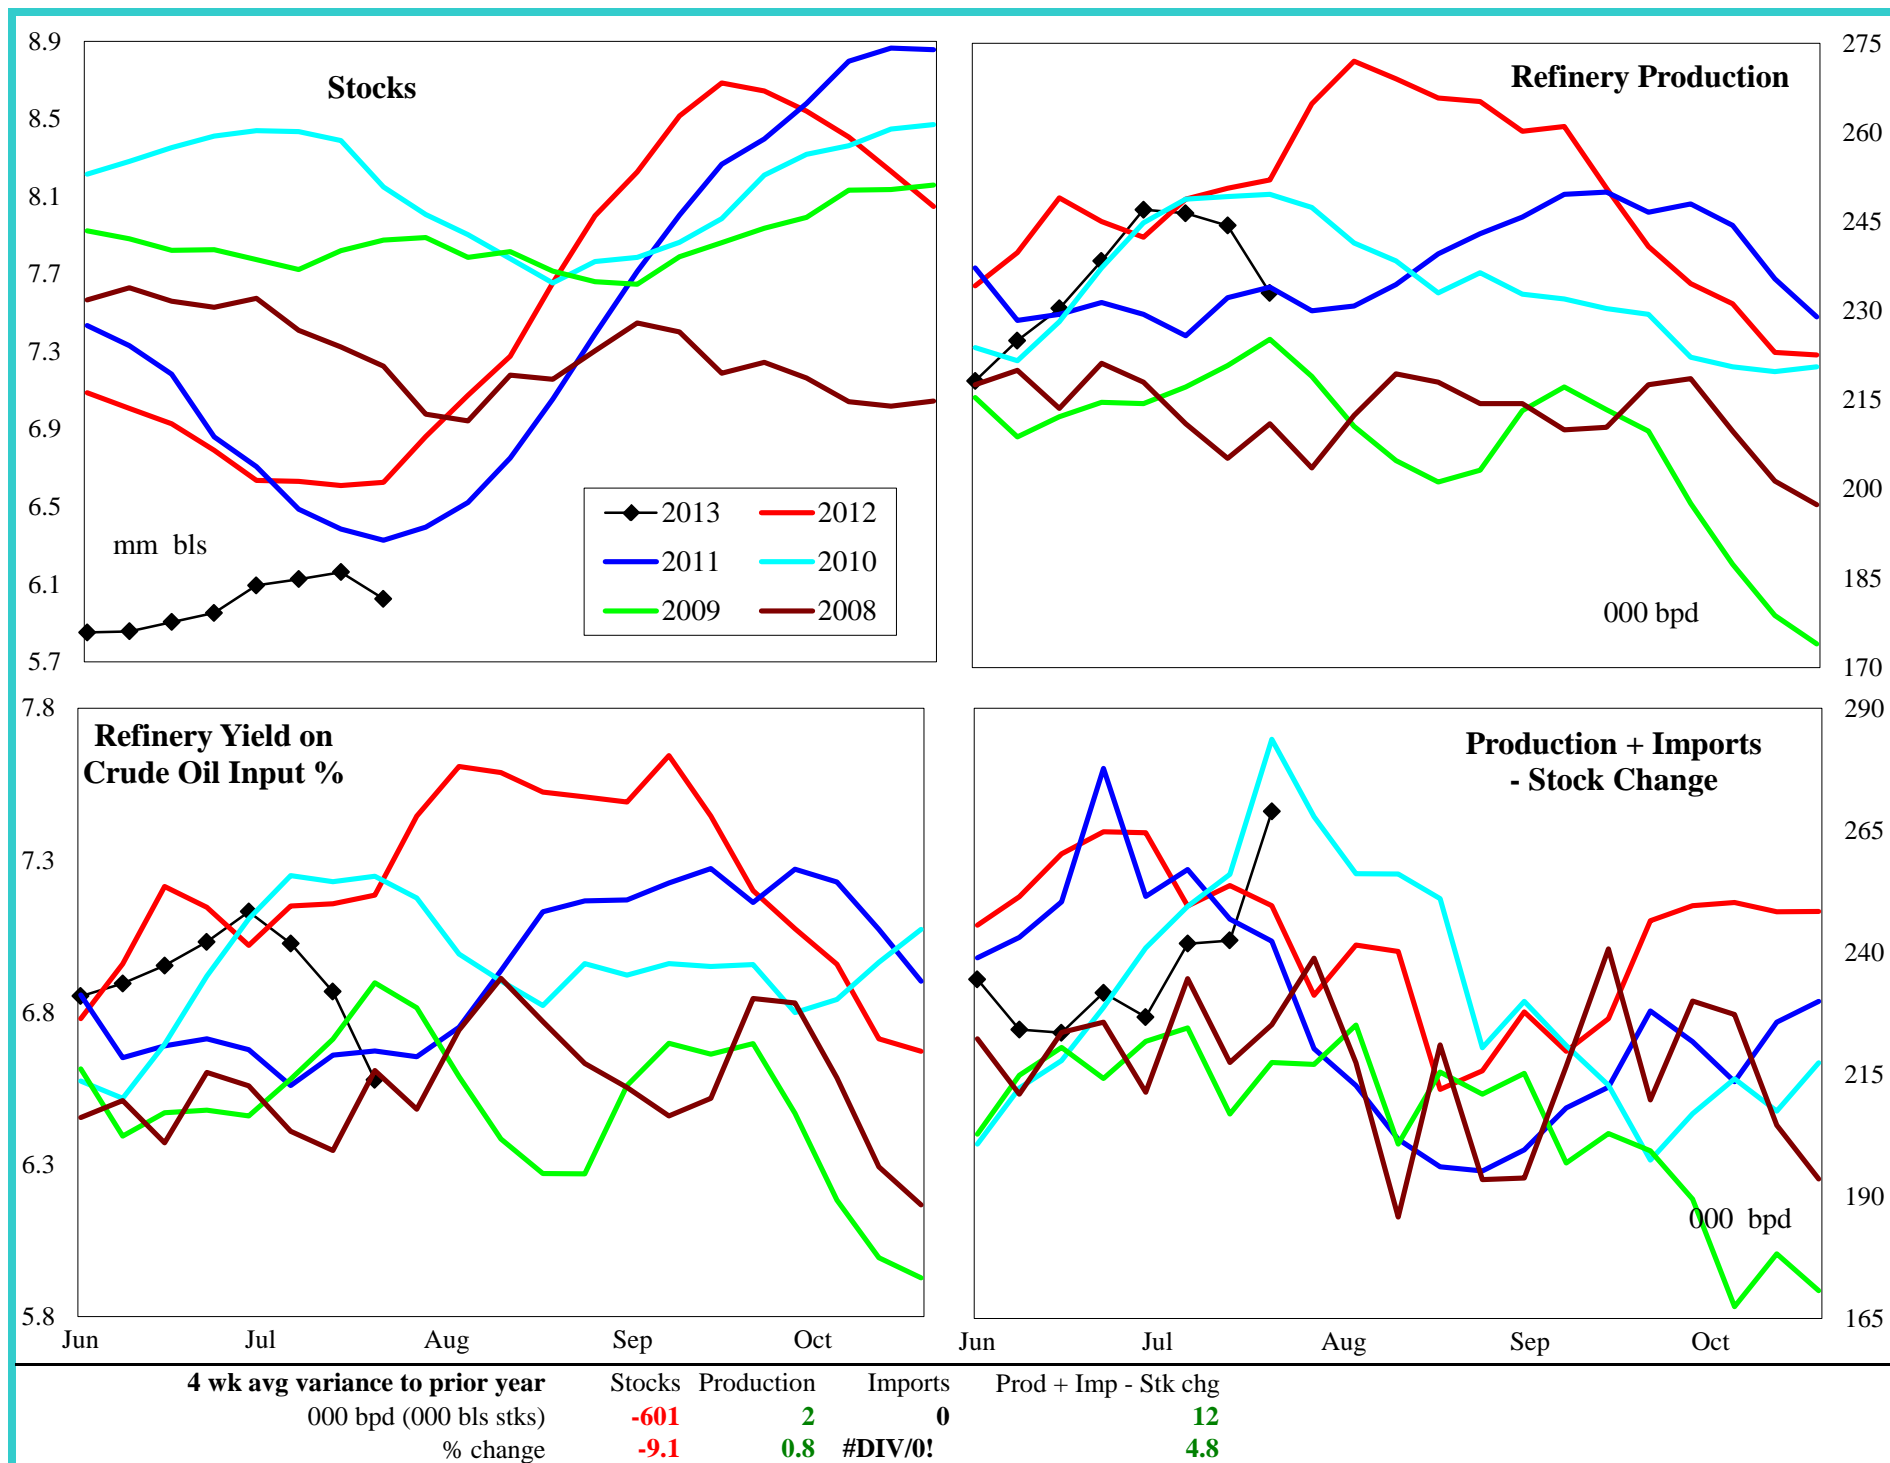 Stocks
8.9
8.5
8.1
7.7
7.3
6.9
6.5
6.1
5.7
mm bls
2013 2012
2011 2010
2009 2008
Refinery Production
275
260
245
230
215
200
185
170
000 bpd
Refinery Yield on
Crude Oil Input %
7.8
7.3
6.8
6.3
5.8
Jun Jul Aug Sep Oct
Production + Imports
- Stock Change
290
265
240
215
190
165
000 bpd
Jun Jul Aug Sep Oct
4 wk avg variance to prior year Stocks Production Imports Prod + Imp - Stk chg
000 bpd (000 bls stks) -601 2 0 12
% change -9.1 0.8 #DIV/0! 4.8